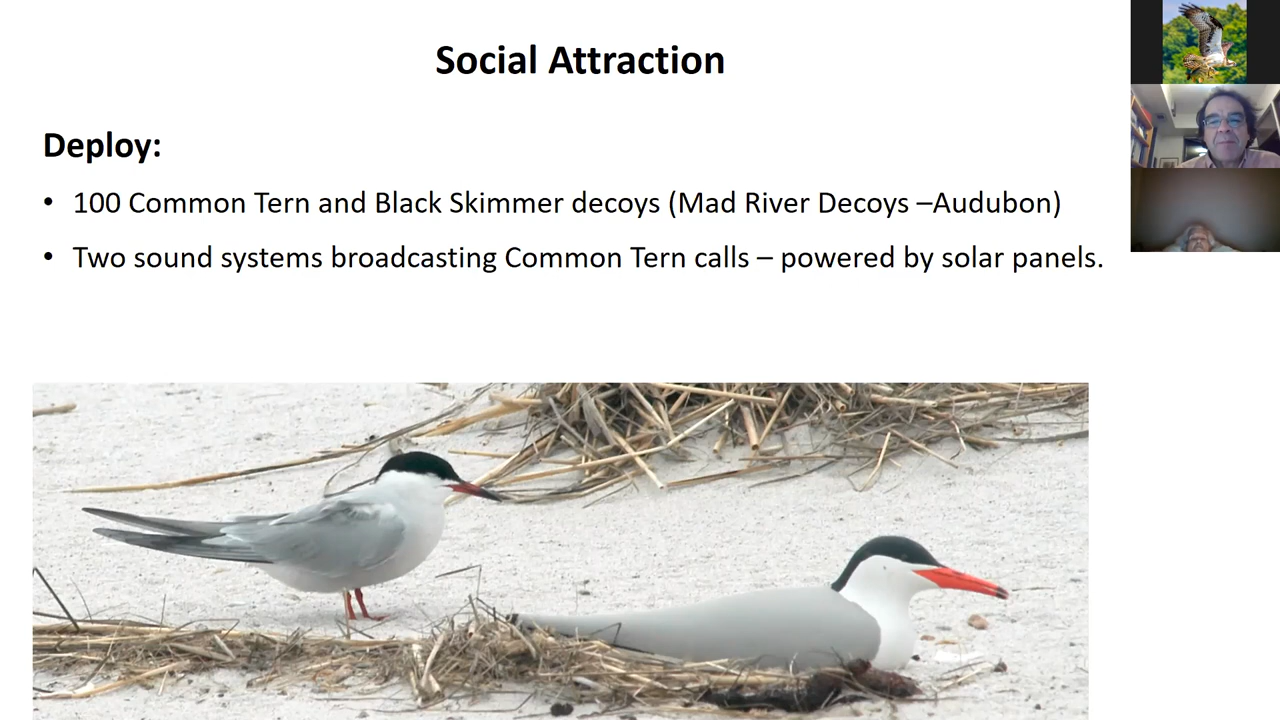 Social Attraction
Deploy:
• 100 Common Tern and Black Skimmer decoys (Mad River Decoys –Audubon)
• Two sound systems broadcasting Common Tern calls – powered by solar panels.